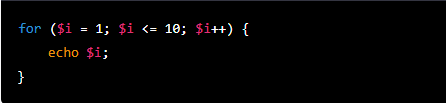 for ($i = 1; $i <= 10; $i++) {
    echo $i;
}